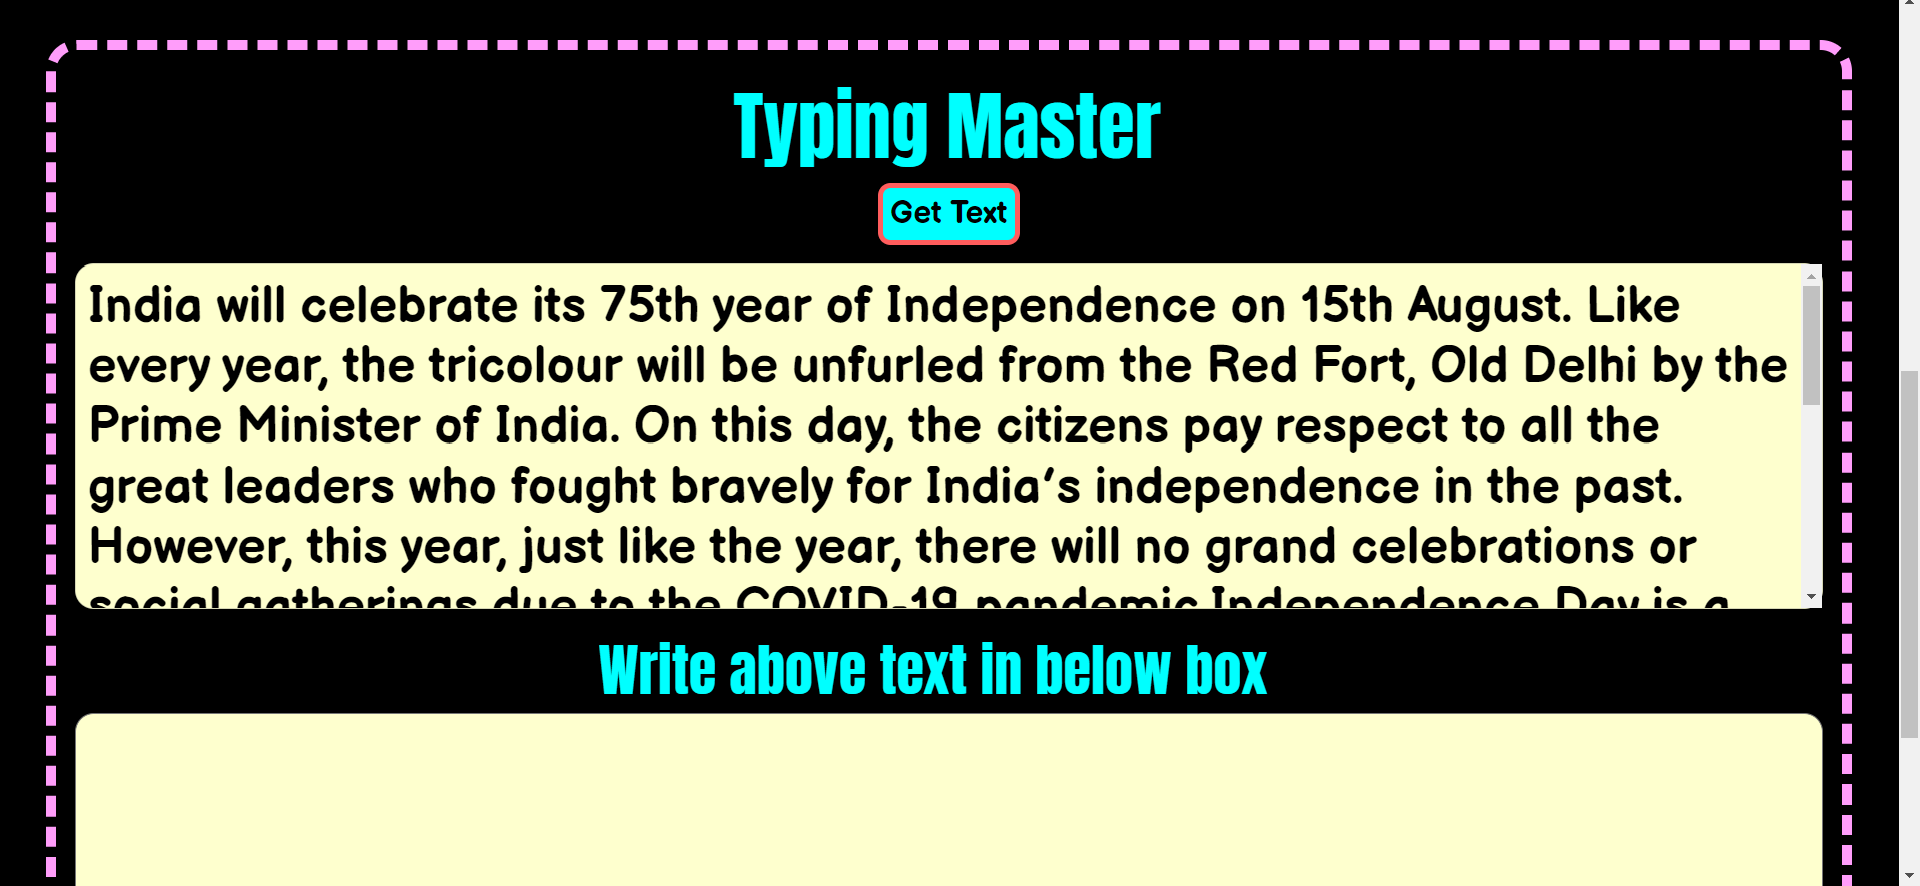 Typing Master
Get Text
India will celebrate its 75th year of Independence on 15th August. Like
every year, the tricolour will be unfurled from the Red Fort, Old Delhi by the
Prime Minister of India. On this day, the citizens pay respect to all the
great leaders who fought bravely for India‘s independence in the past.
However, this year, just like the year, there will no grand celebrations or
social gatherings due to the COVID-19 pandemic Independence Day is a
Write above text in below box